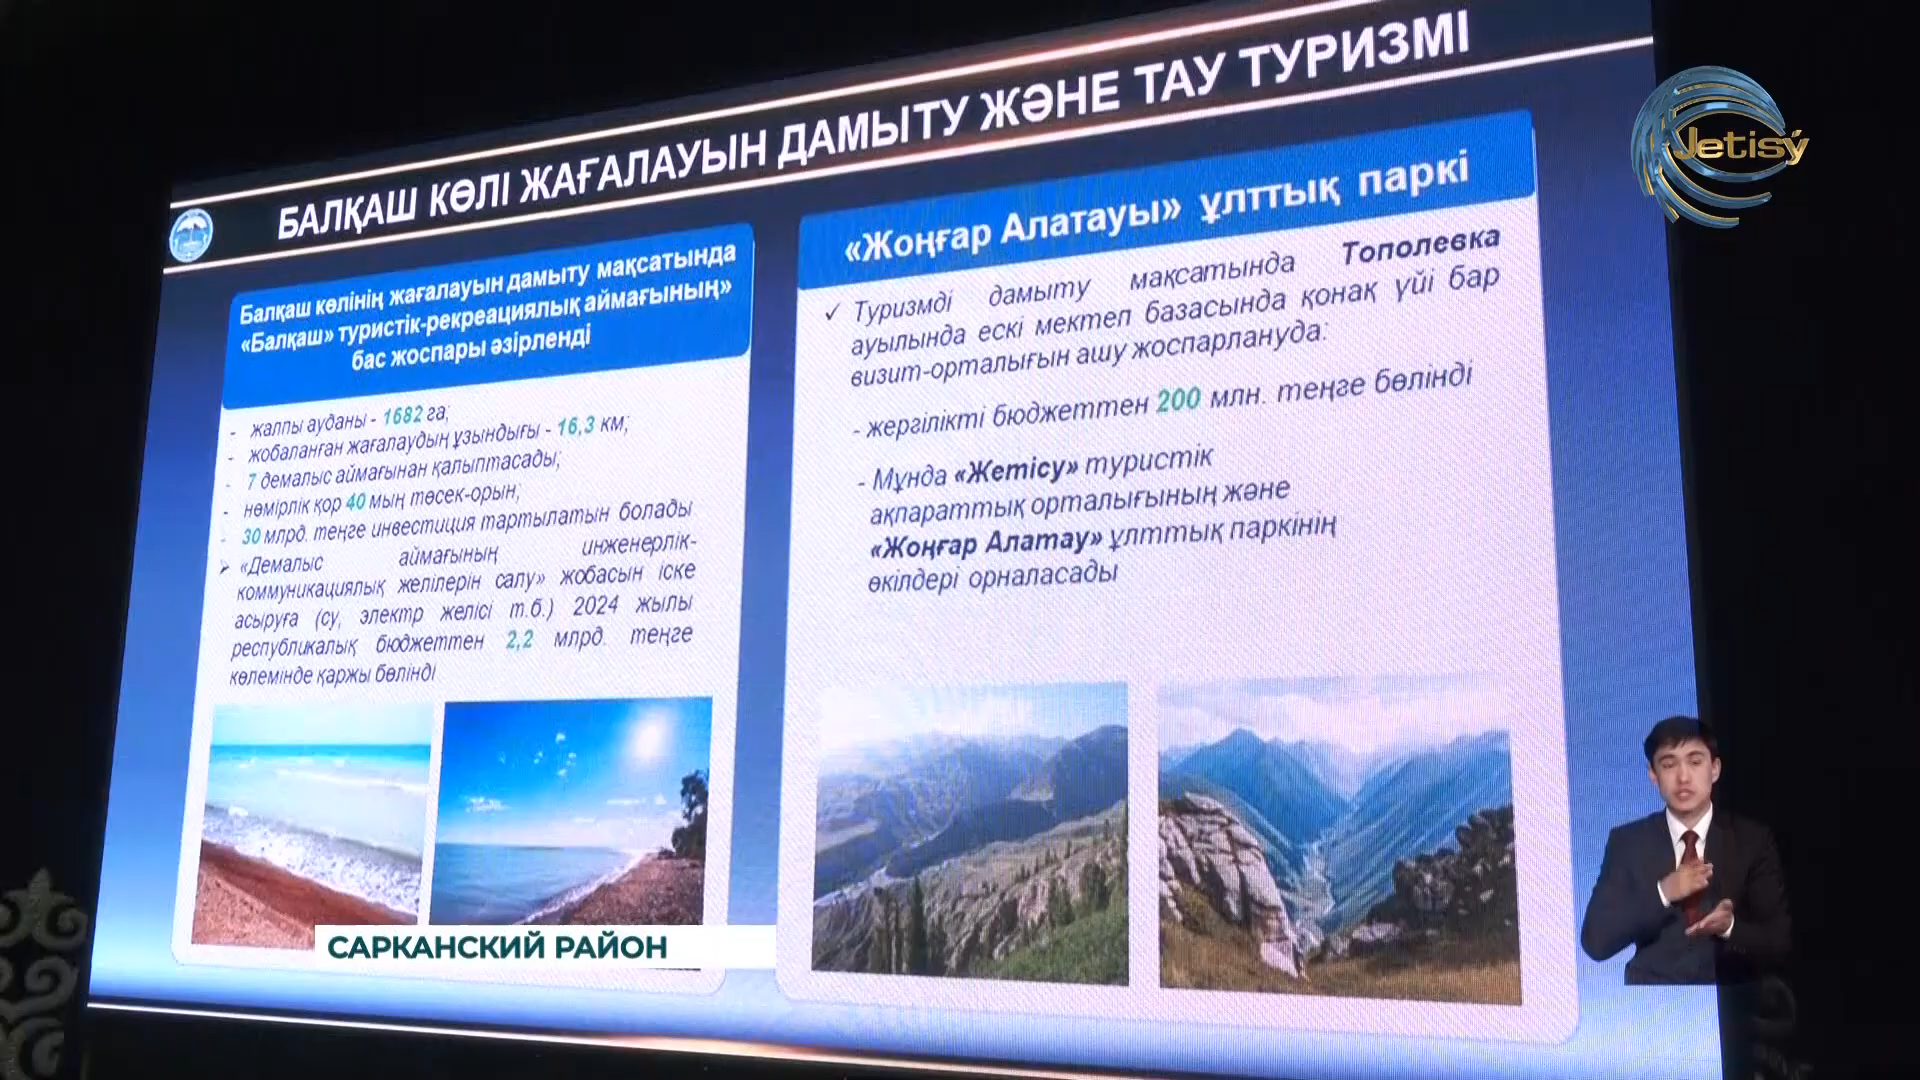 БАЛҚАШ КӨЛІ ЖАҒАЛАУЫН ДАМЫТУ ЖӘНЕ ТАУ ТУРИЗМІ
Jetisý
Балқаш көлінің жағалауын дамыту мақсатында
«Балқаш» туристік-рекреациялық аймағының»
бас жоспары әзірленді
- жалпы ауданы - 1682 га;
- жобаланған жағалаудың ұзындығы - 16,3 км;
- 7 демалыс аймағынан қалыптасады;
- нөмірлік қор 40 мың төсек-орын;
- 30 млрд. теңге инвестиция тартылатын болады
➢ «Демалыс аймағының инженерлік-
коммуникациялық желілерін салу» жобасын іске
асыруға (су, электр желісі т.б.) 2024 жылы
республикалық бюджеттен 2,2 млрд. теңге
көлемінде қаржы бөлінді
«Жоңғар Алатауы» ұлттық паркі
✓ Туризмді дамыту мақсатында Тополевка
ауылында ескі мектеп базасында қонақ үйі бар
визит-орталығын ашу жоспарлануда:
- жергілікті бюджеттен 200 млн. теңге бөлінді
- Мұнда «Жетісу» туристік
ақпараттық орталығының және
«Жоңғар Алатау» ұлттық паркінің
өкілдері орналасады
САРКАНСКИЙ РАЙОН